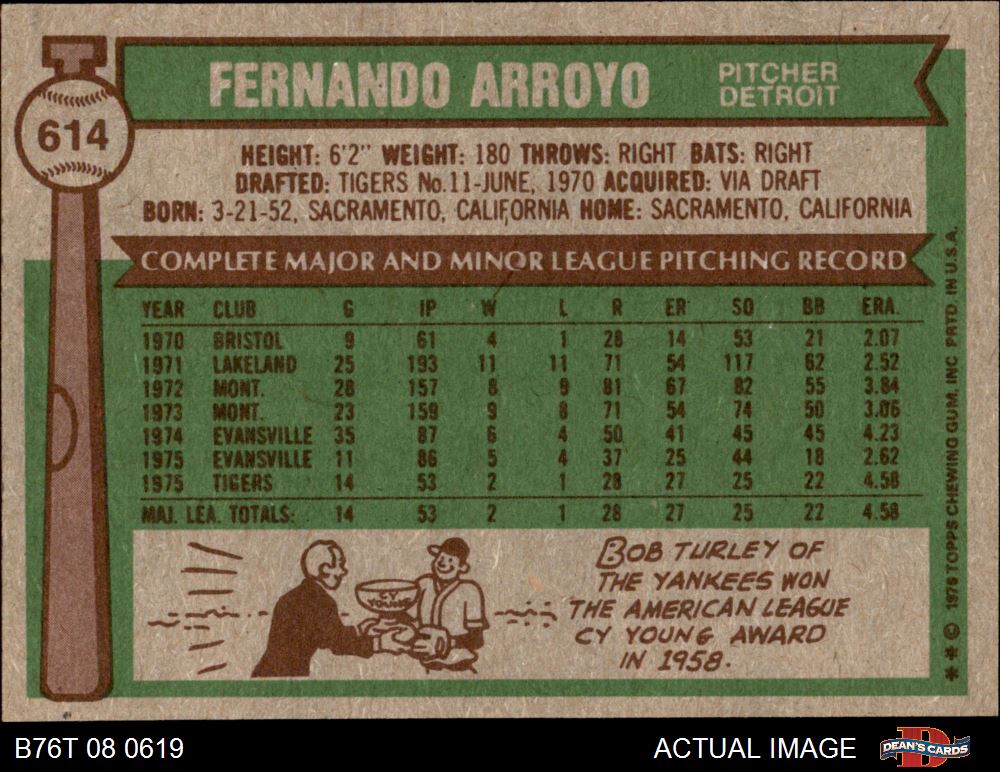 614
FERNANDO ARROYO
PITCHER
DETROIT
HEIGHT: 6'2" WEIGHT: 180 THROWS: RIGHT BATS: RIGHT
DRAFTED: TIGERS No.11-JUNE, 1970 ACQUIRED: VIA DRAFT
BORN: 3-21-52, SACRAMENTO, CALIFORNIA HOME: SACRAMENTO, CALIFORNIA
COMPLETE MAJOR AND MINOR LEAGUE PITCHING RECORD
YEAR CLUB G IP W L R ER SO BB ERA.
1970 BRISTOL 9 61 4 1 28 14 53 21 2.07
1971 LAKELAND 25 193 11 11 71 54 117 62 2.52
1972 MONT. 28 157 8 9 81 67 82 55 3.84
1973 MONT. 23 159 9 8 71 54 74 50 3.06
1974 EVANSVILLE 35 87 6 4 50 41 45 45 4.23
1975 EVANSVILLE 11 86 5 4 37 25 44 18 2.62
1975 TIGERS 14 53 2 1 28 27 25 22 4.58
MAJ. LEA. TOTALS: 14 53 2 1 28 27 25 22 4.58
CY
YOUNG
BOB TURLEY OF
THE YANKEES WON
THE AMERICAN LEAGUE
CY YOUNG AWARD
IN 1958.
** © 1976 TOPPS CHEWING GUM, INC PRTD. IN U.S.A.
B76T 08 0619
ACTUAL IMAGE
DEAN'S CARDS